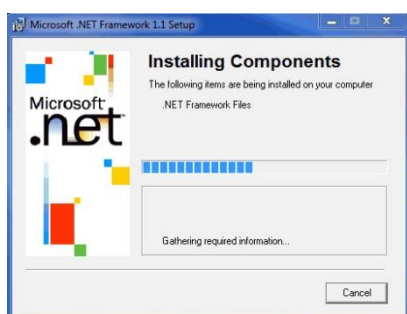 Microsoft .NET Framework 1.1 Setup
Installing Components
The following items are being installed on your computer
.NET Framework Files
Microsoft
.net
Gathering required information...
Cancel